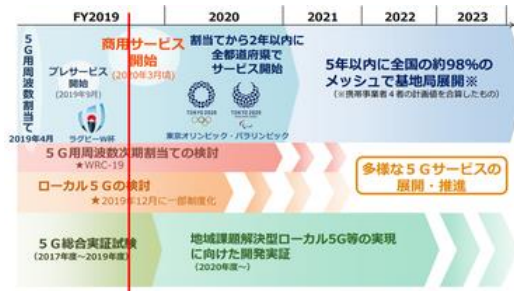 FY2019
2020
2021
2022
2023
5G用周波数割当て
2019年4月
プレサービス
開始
(2019年9月)
ラグビーW杯
商用サービス
開始
(2020年3月頃)
割当てから2年以内に
全都道府県で
サービス開始
TOKYO 2020
TOKYO 2020
東京オリンピック・パラリンピック
5年以内に全国の約98%の
メッシュで基地局展開※
(※携帯事業者4者の計画値を合算したもの)
5G用周波数次期割当ての検討
★WRC-19
ローカル5Gの検討
★2019年12月に一部制度化
多様な5Gサービスの
展開・推進
5G総合実証試験
(2017年度～2019年度)
地域課題解決型ローカル5G等の実現
に向けた開発実証
(2020年度～)